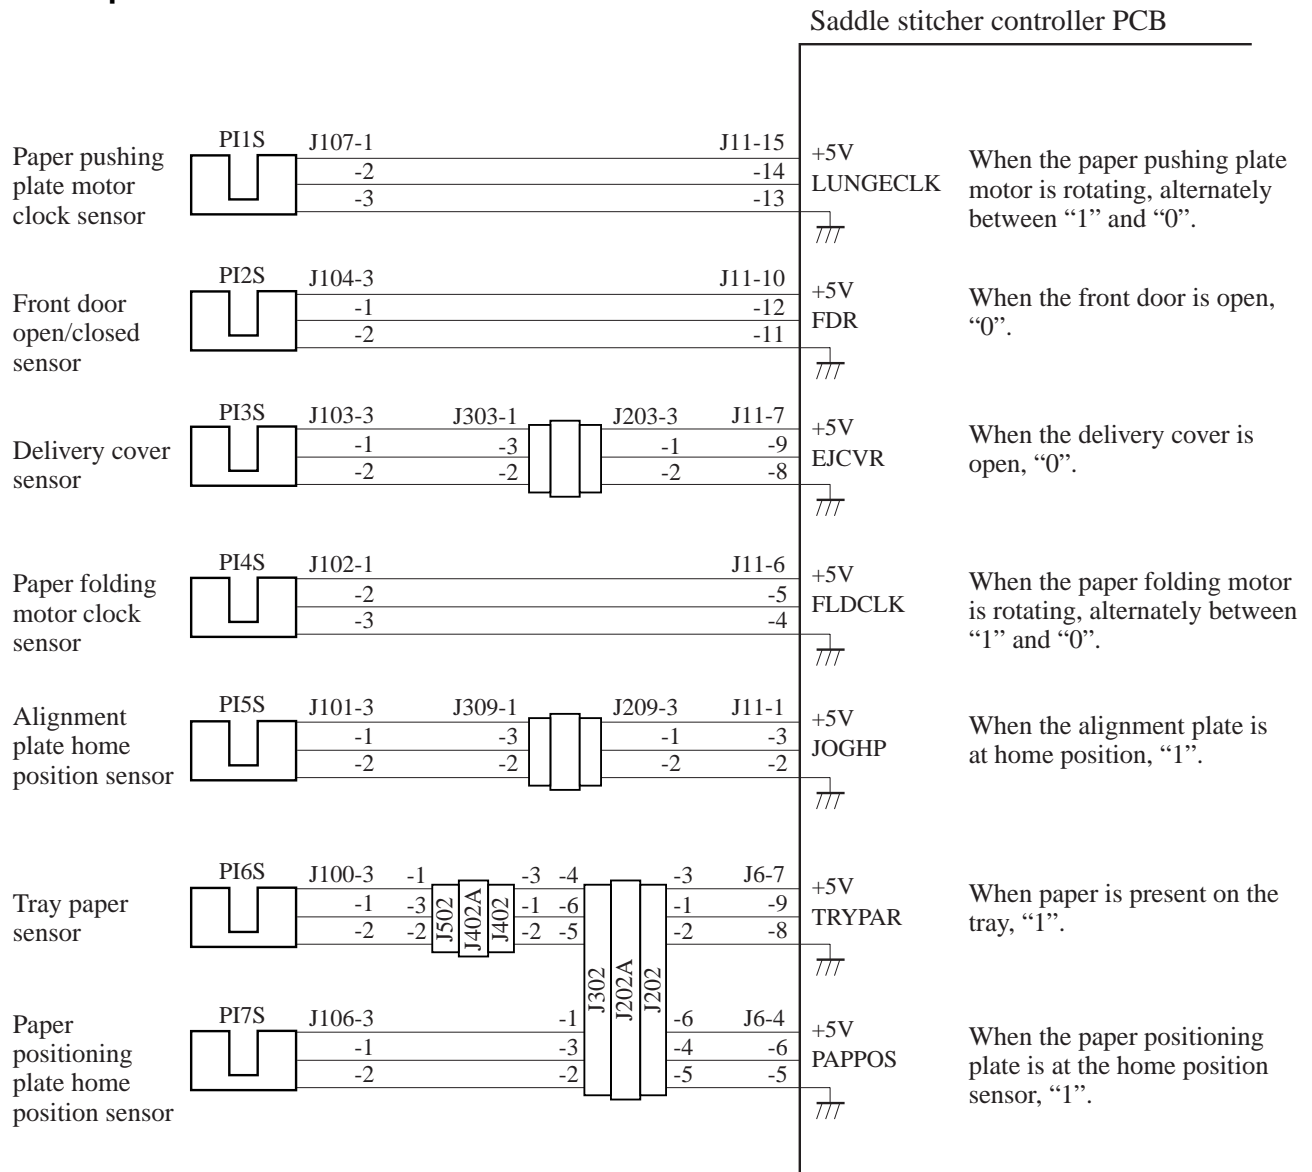 Saddle stitcher controller PCB
Paper pushing
plate motor
clock sensor
PI1S
J107-1
-2
-3
J11-15
-14
-13
+5V
LUNGECLK
When the paper pushing plate
motor is rotating, alternately
between “1” and “0”.
Front door
open/closed
sensor
PI2S
J104-3
-1
-2
J11-10
-12
-11
+5V
FDR
When the front door is open,
“0”.
Delivery cover
sensor
PI3S
J103-3
-1
-2
J303-1
-3
-2
J203-3
-1
-2
J11-7
-9
-8
+5V
EJCVR
When the delivery cover is
open, “0”.
Paper folding
motor clock
sensor
PI4S
J102-1
-2
-3
J11-6
-5
-4
+5V
FLDCLK
When the paper folding motor
is rotating, alternately between
“1” and “0”.
Alignment
plate home
position sensor
PI5S
J101-3
-1
-2
J309-1
-3
-2
J209-3
-1
-2
J11-1
-3
-2
+5V
JOGHP
When the alignment plate is
at home position, “1”.
Tray paper
sensor
PI6S
J100-3
-1
-2
-1
-3
-2
J502
J402A
J402
-3
-1
-2
-4
-6
-5
J302
J202A
J202
-3
-1
-2
J6-7
-9
-8
+5V
TRYPAR
When paper is present on the
tray, “1”.
Paper
positioning
plate home
position sensor
PI7S
J106-3
-1
-2
-1
-3
-2
-6
-4
-5
J6-4
-6
-5
+5V
PAPPOS
When the paper positioning
plate is at the home position
sensor, “1”.